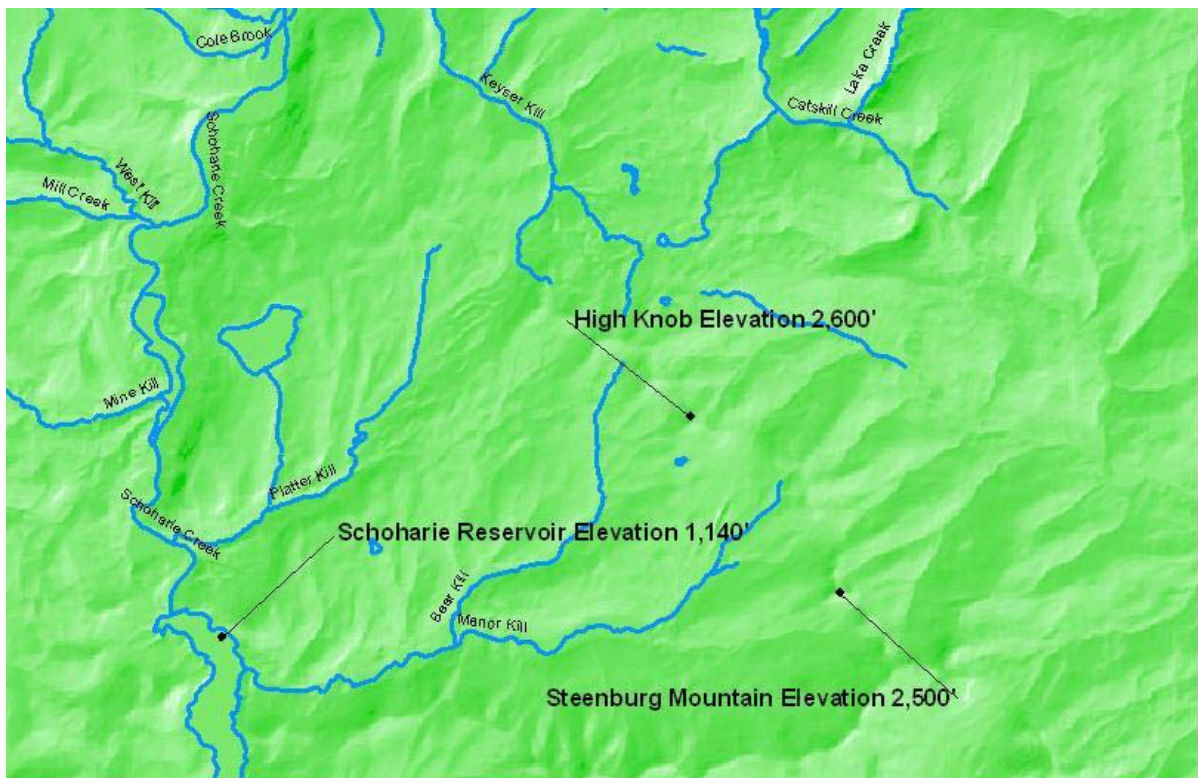 Cole Brook
Keyser Kill
Lake Creek
Catskill Creek
Schoharie Creek
West Kill
Mill Creek
High Knob Elevation 2,600'
Mine Kill
Platter Kill
Schoharie Creek
Schoharie Reservoir Elevation 1,140'
Bear Kill
Manor Kill
Steenburg Mountain Elevation 2,500'